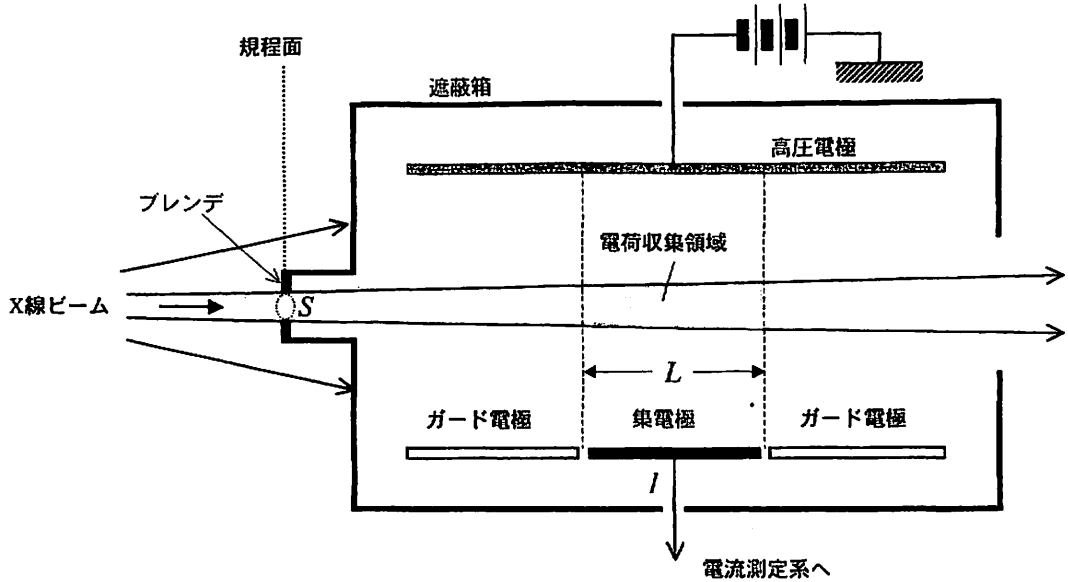 規程面
遮蔽箱
高圧電極
ブレンデ
電荷収集領域
X線ビーム
S
L
ガード電極
集電極
ガード電極
I
電流測定系へ